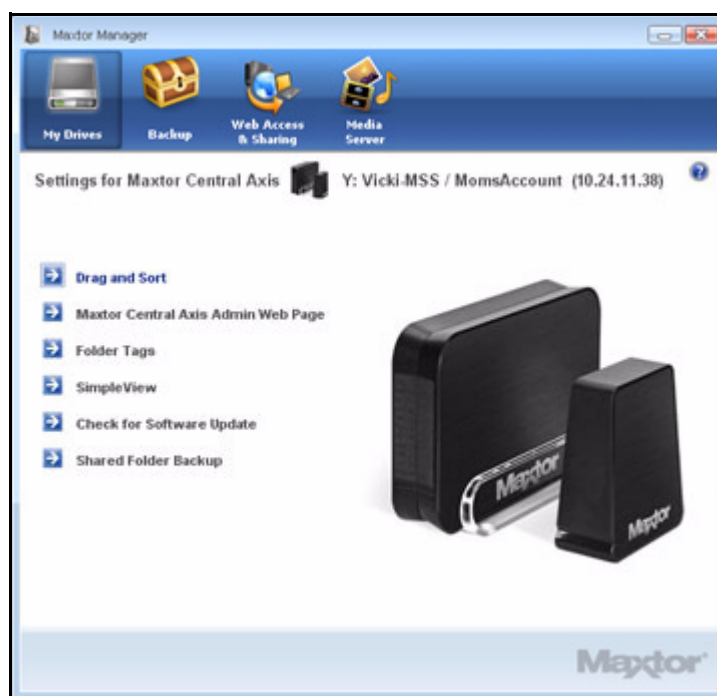 Maxtor Manager
My Drives
Backup
Web Access
& Sharing
Media
Server
Settings for Maxtor Central Axis Y: Vicki-MSS / MomsAccount (10.24.11.38)
Drag and Sort
Maxtor Central Axis Admin Web Page
Folder Tags
SimpleView
Check for Software Update
Shared Folder Backup
Maxtor
Maxtor
Maxtor